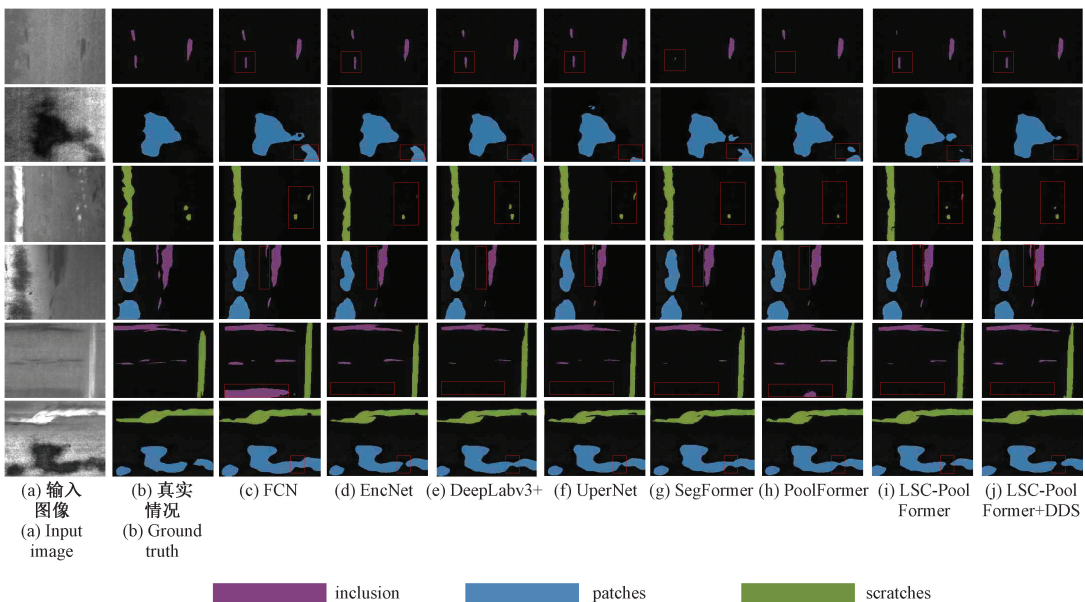 (a) 输入
图像
(a) Input
image
(b) 真实
情况
(b) Ground
truth
(c) FCN
(d) EncNet
(e) DeepLabv3+
(f) UperNet
(g) SegFormer
(h) PoolFormer
(i) LSC-Pool
Former
(j) LSC-Pool
Former+DDS
inclusion
patches
scratches